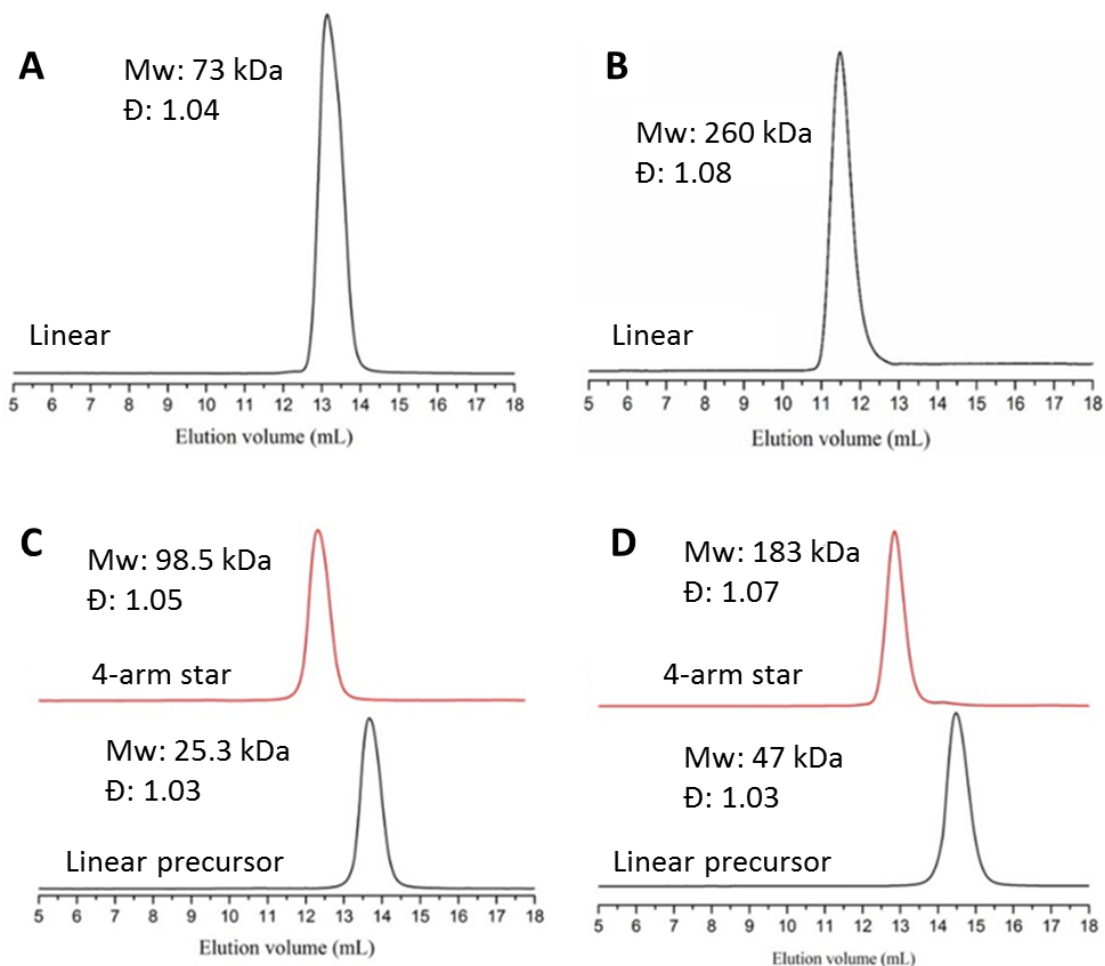 A
Mw: 73 kDa
Đ: 1.04
Linear
5 6 7 8 9 10 11 12 13 14 15 16 17 18
Elution volume (mL)
B
Mw: 260 kDa
Đ: 1.08
Linear
5 6 7 8 9 10 11 12 13 14 15 16 17 18
Elution volume (mL)
C
Mw: 98.5 kDa
Đ: 1.05
4-arm star
Mw: 25.3 kDa
Đ: 1.03
Linear precursor
5 6 7 8 9 10 11 12 13 14 15 16 17 18
Elution volume (mL)
D
Mw: 183 kDa
Đ: 1.07
4-arm star
Mw: 47 kDa
Đ: 1.03
Linear precursor
5 6 7 8 9 10 11 12 13 14 15 16 17 18
Elution volume (mL)